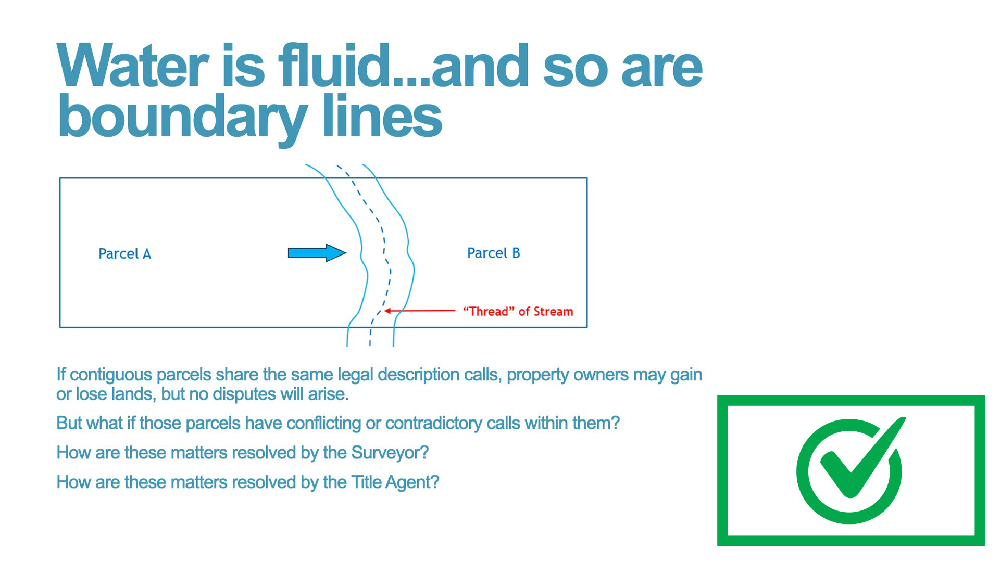 Water is fluid...and so are
boundary lines
Parcel A
Parcel B
“Thread” of Stream
If contiguous parcels share the same legal description calls, property owners may gain
or lose lands, but no disputes will arise.
But what if those parcels have conflicting or contradictory calls within them?
How are these matters resolved by the Surveyor?
How are these matters resolved by the Title Agent?